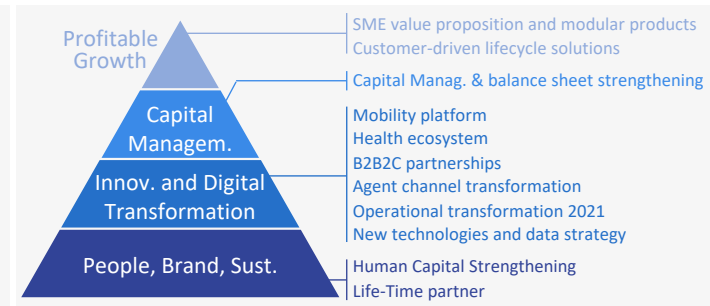 Profitable
Growth
SME value proposition and modular products
Customer-driven lifecycle solutions
Capital
Managem.
Capital Manag. & balance sheet strengthening
Innov. and Digital
Transformation
Mobility platform
Health ecosystem
B2B2C partnerships
Agent channel transformation
Operational transformation 2021
New technologies and data strategy
People, Brand, Sust.
Human Capital Strengthening
Life-Time partner